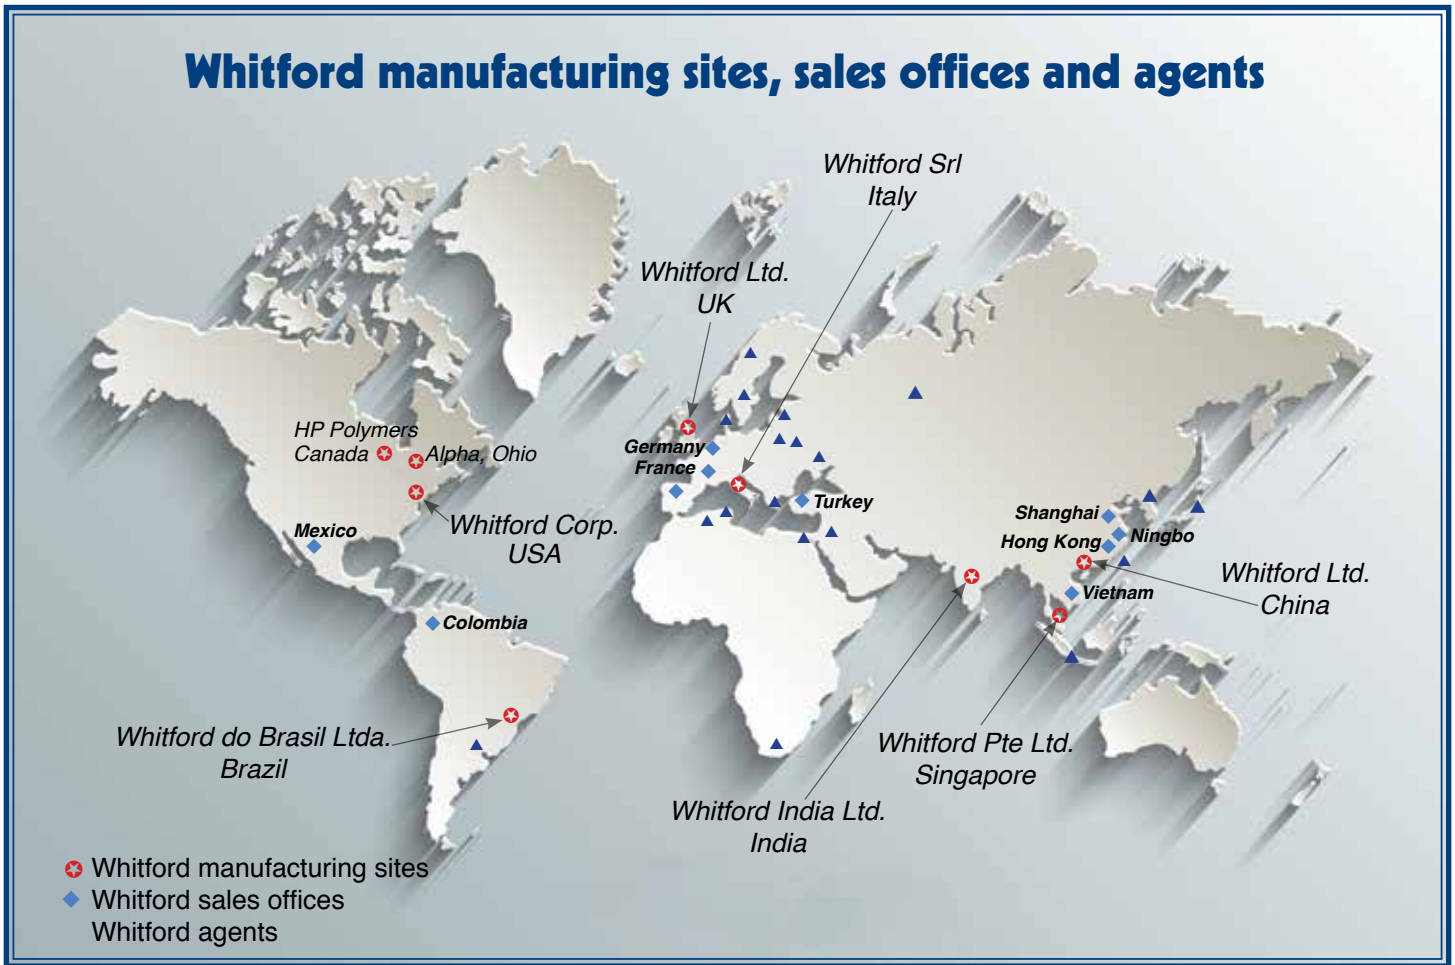 Whitford manufacturing sites, sales offices and agents
Whitford Srl
Italy
Whitford Ltd.
UK
HP Polymers
Canada
Alpha, Ohio
Germany
France
Turkey
Whitford Corp.
USA
Mexico
Shanghai
Ningbo
Hong Kong
Whitford Ltd.
China
Vietnam
Colombia
Whitford do Brasil Ltda.
Brazil
Whitford Pte Ltd.
Singapore
Whitford India Ltd.
India
Whitford manufacturing sites
Whitford sales offices
Whitford agents